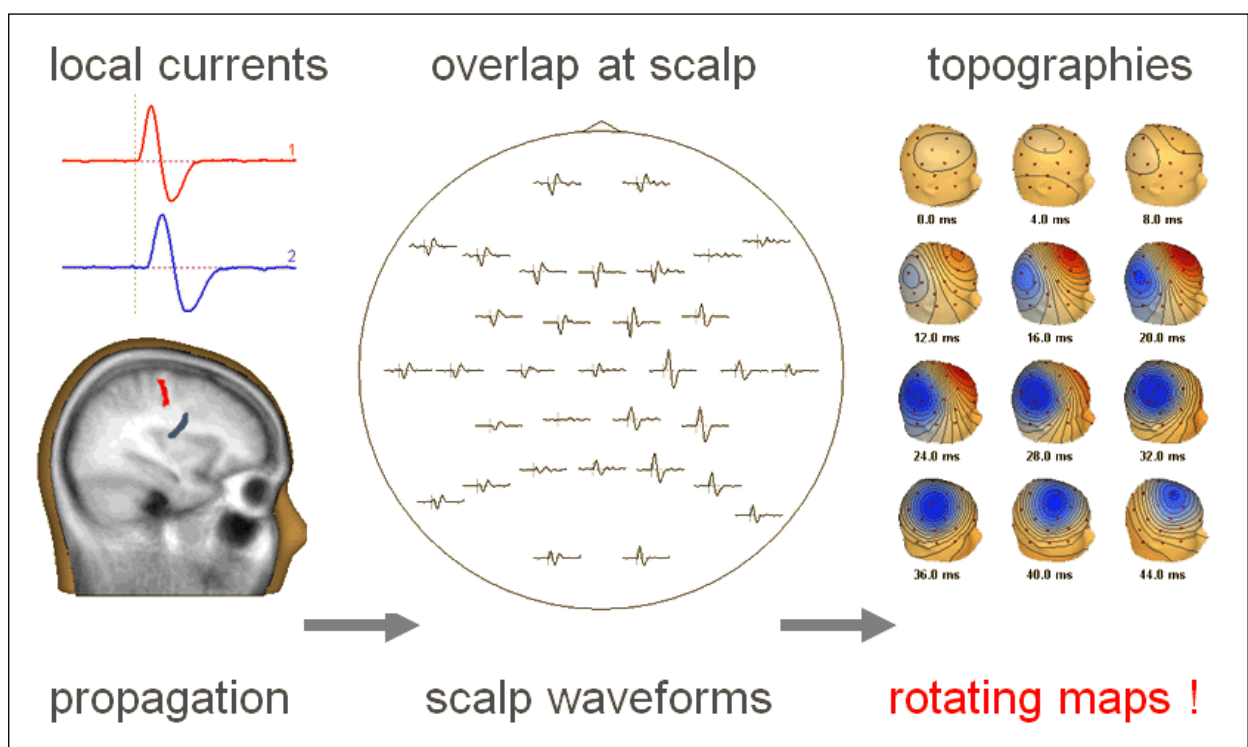 local currents
overlap at scalp
topographies
1
2
0.0 ms 4.0 ms 8.0 ms
12.0 ms 16.0 ms 20.0 ms
24.0 ms 28.0 ms 32.0 ms
36.0 ms 40.0 ms 44.0 ms
propagation
scalp waveforms
rotating maps !